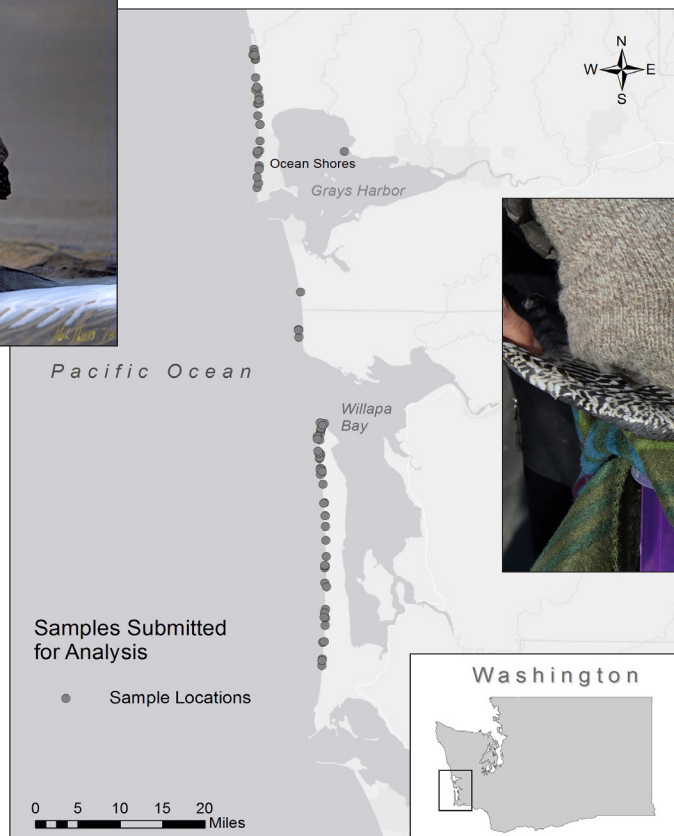 N
W E
S
Ocean Shores
Grays Harbor
Pacific Ocean
Willapa
Bay
Samples Submitted
for Analysis
Sample Locations
0 5 10 15 20
Miles
Washington